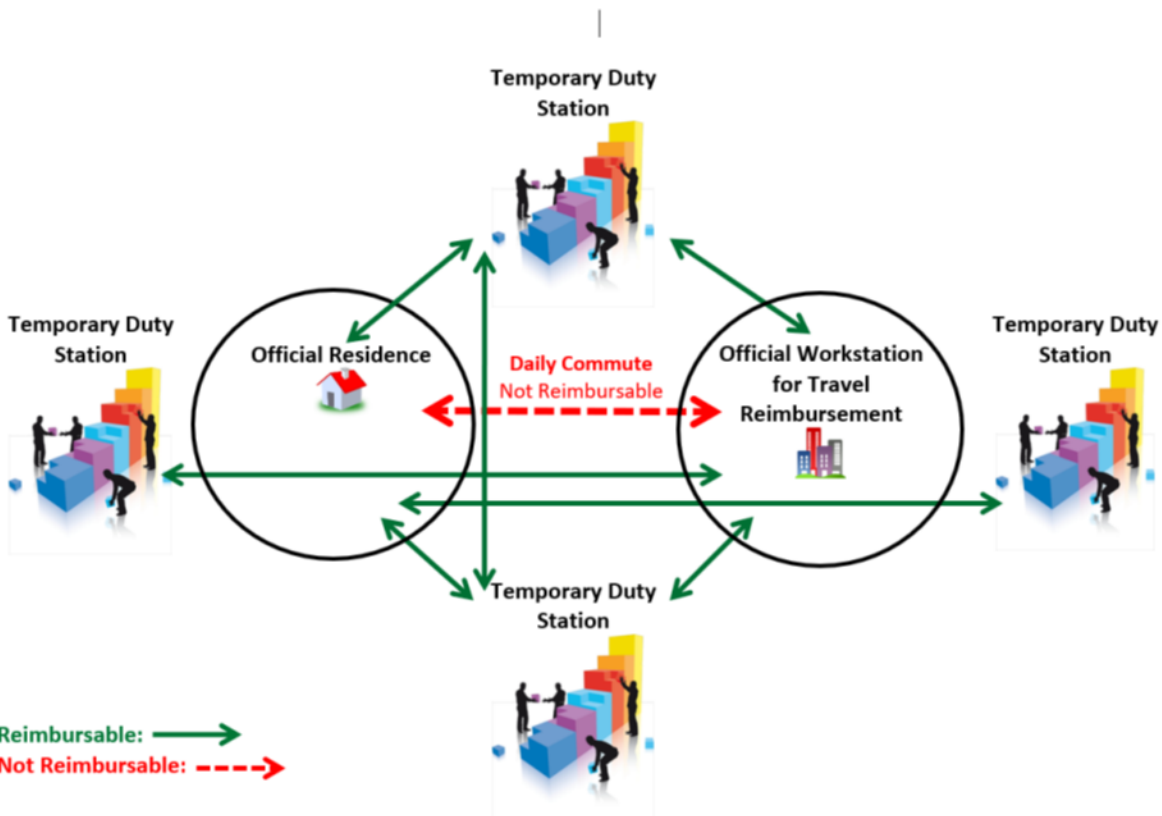 Temporary Duty
Station
Temporary Duty
Station
Official Residence
Daily Commute
Not Reimbursable
Official Workstation
for Travel
Reimbursement
Temporary Duty
Station
Temporary Duty
Station
Reimbursable:
Not Reimbursable: